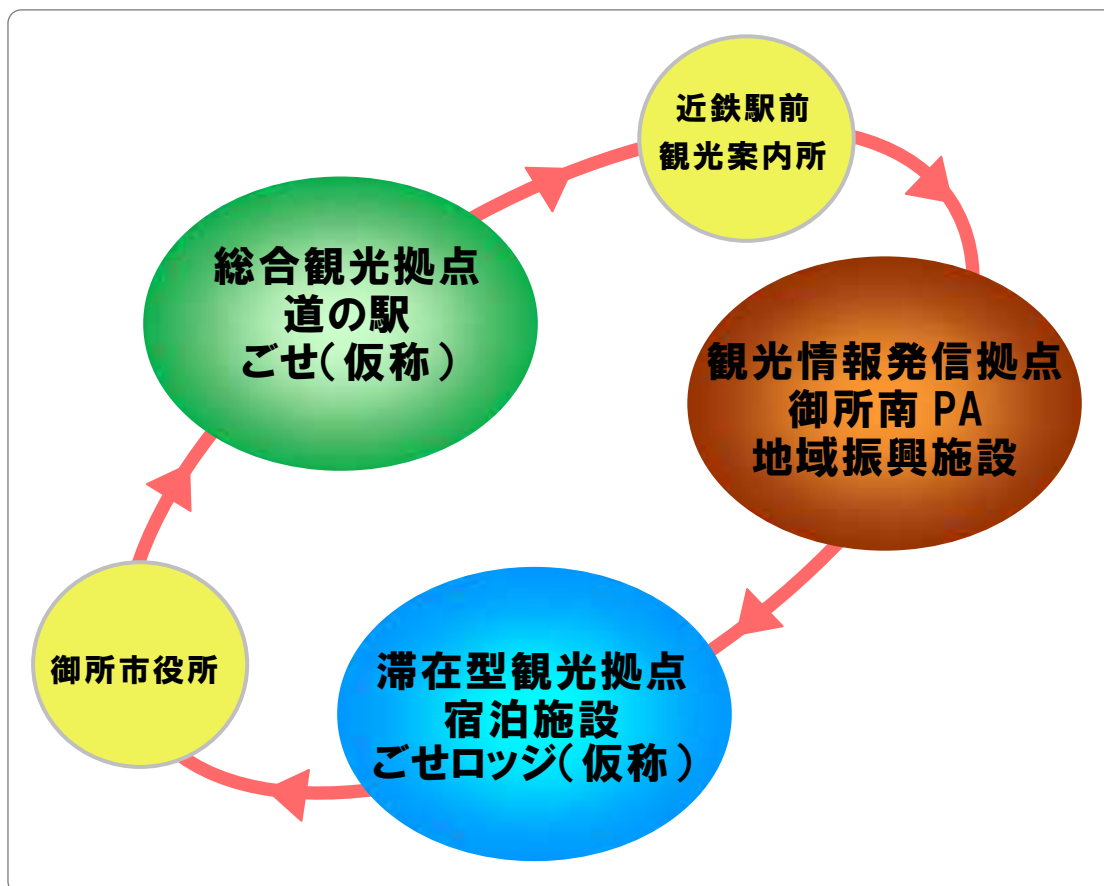 近鉄駅前
観光案内所
総合観光拠点
道の駅
ごせ(仮称)
観光情報発信拠点
御所南 PA
地域振興施設
御所市役所
滞在型観光拠点
宿泊施設
ごせロッジ(仮称)